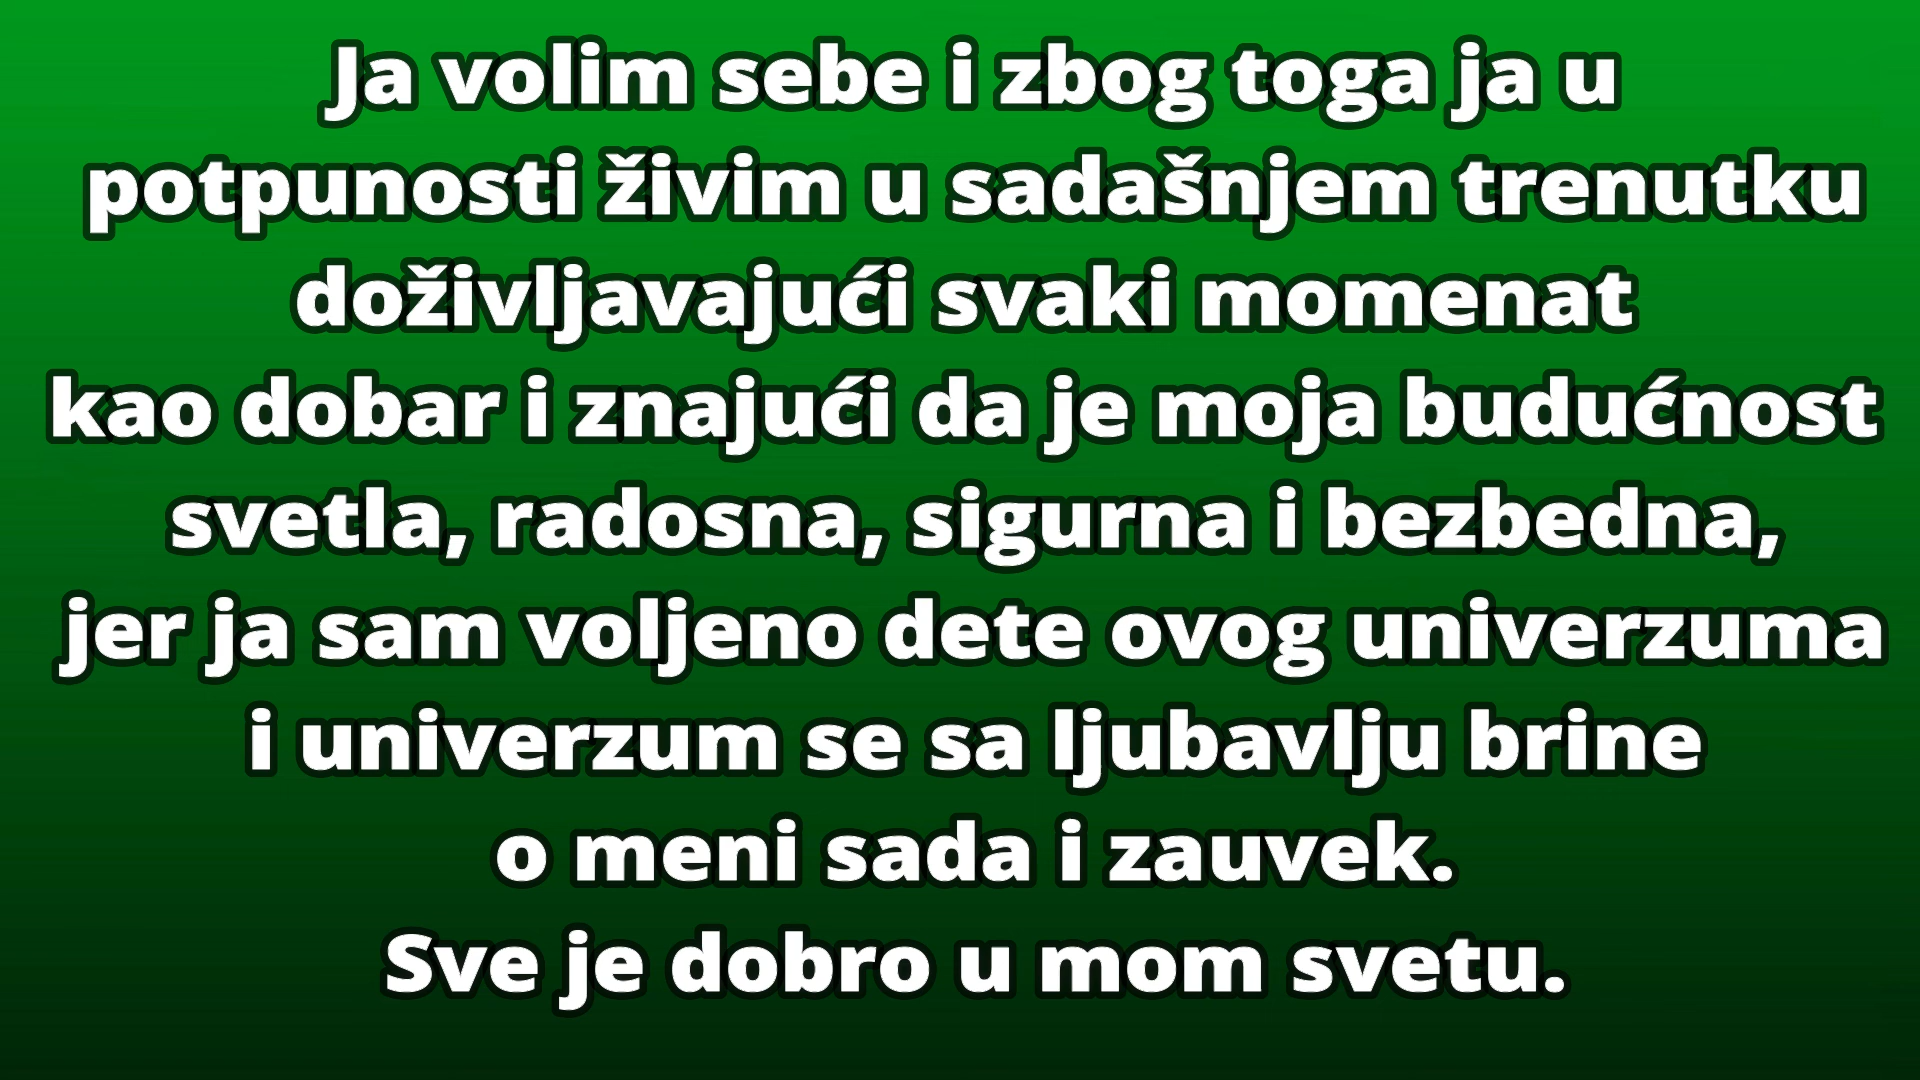 Ja volim sebe i zbog toga ja u
potpunosti živim u sadašnjem trenutku
doživljavajući svaki momenat
kao dobar i znajući da je moja budućnost
svetla, radosna, sigurna i bezbedna,
jer ja sam voljeno dete ovog univerzuma
i univerzum se sa ljubavlju brine
o meni sada i zauvek.
Sve je dobro u mom svetu.